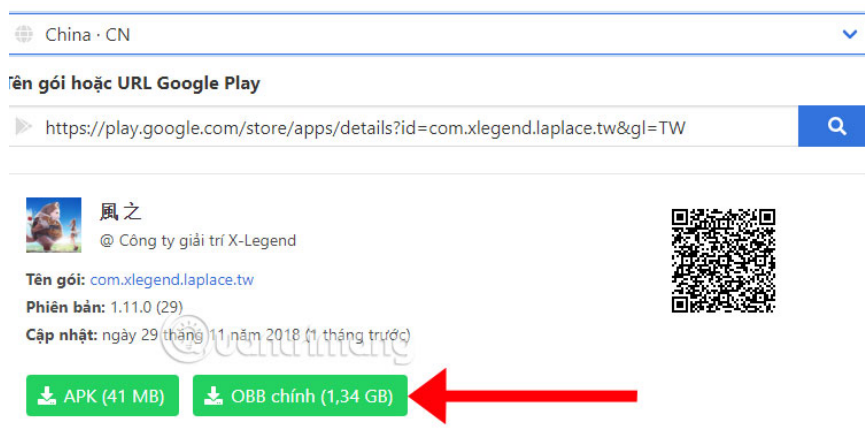 China · CN
Tên gói hoặc URL Google Play
https://play.google.com/store/apps/details?id=com.xlegend.laplace.tw&gl=TW
風之
@ Công ty giải trí X-Legend
Tên gói: com.xlegend.laplace.tw
Phiên bản: 1.11.0 (29)
Cập nhật: ngày 29 tháng 11 năm 2018 (1 tháng trước)
Quantrimang
APK (41 MB) OBB chính (1,34 GB)